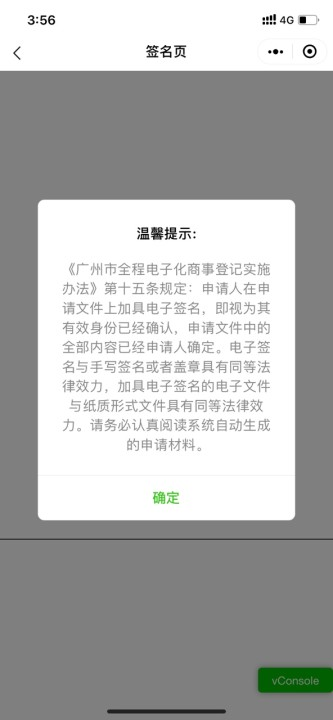 3:56
4G
签名页
温馨提示:
《广州市全程电子化商事登记实施
办法》第十五条规定：申请人在申
请文件上加具电子签名，即视为其
有效身份已经确认，申请文件中的
全部内容已经申请人确定。电子签
名与手写签名或者盖章具有同等法
律效力，加具电子签名的电子文件
与纸质形式文件具有同等法律效
力。请务必认真阅读系统自动生成
的申请材料。
确定
vConsole